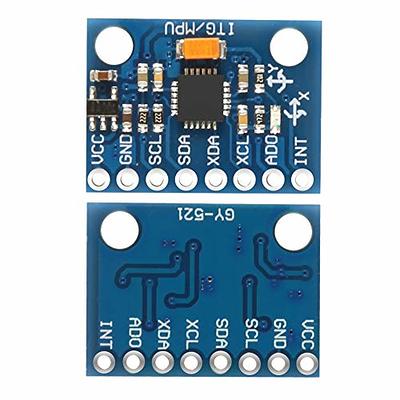 ITG/MPU
Y
X
VCC GND SCL SDA XDA XCL ADO INT
GY-521
INT ADO XDA XCL SDA SCL GND VCC